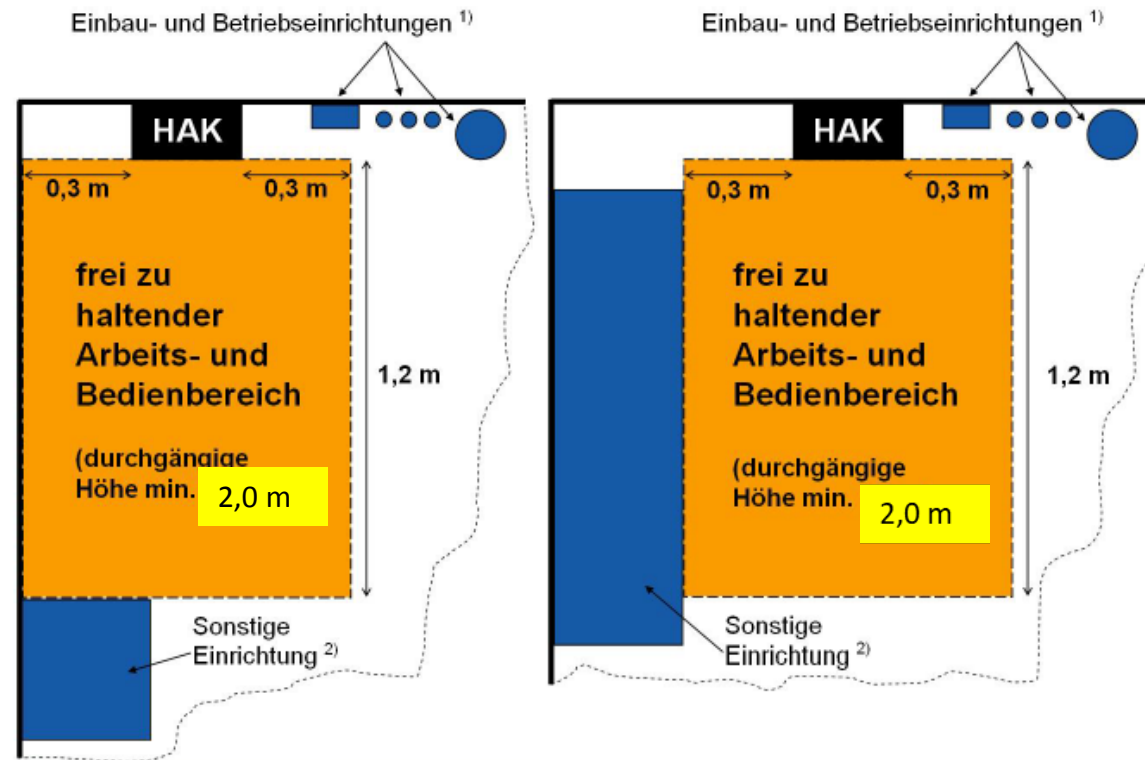 Einbau- und Betriebseinrichtungen 1)
HAK
0,3 m
0,3 m
frei zu
haltender
Arbeits- und
Bedienbereich
1,2 m
(durchgängige
Höhe min.
2,0 m
Sonstige
Einrichtung 2)
Einbau- und Betriebseinrichtungen 1)
HAK
0,3 m
0,3 m
frei zu
haltender
Arbeits- und
Bedienbereich
1,2 m
(durchgängige
Höhe min.
2,0 m
Sonstige
Einrichtung 2)